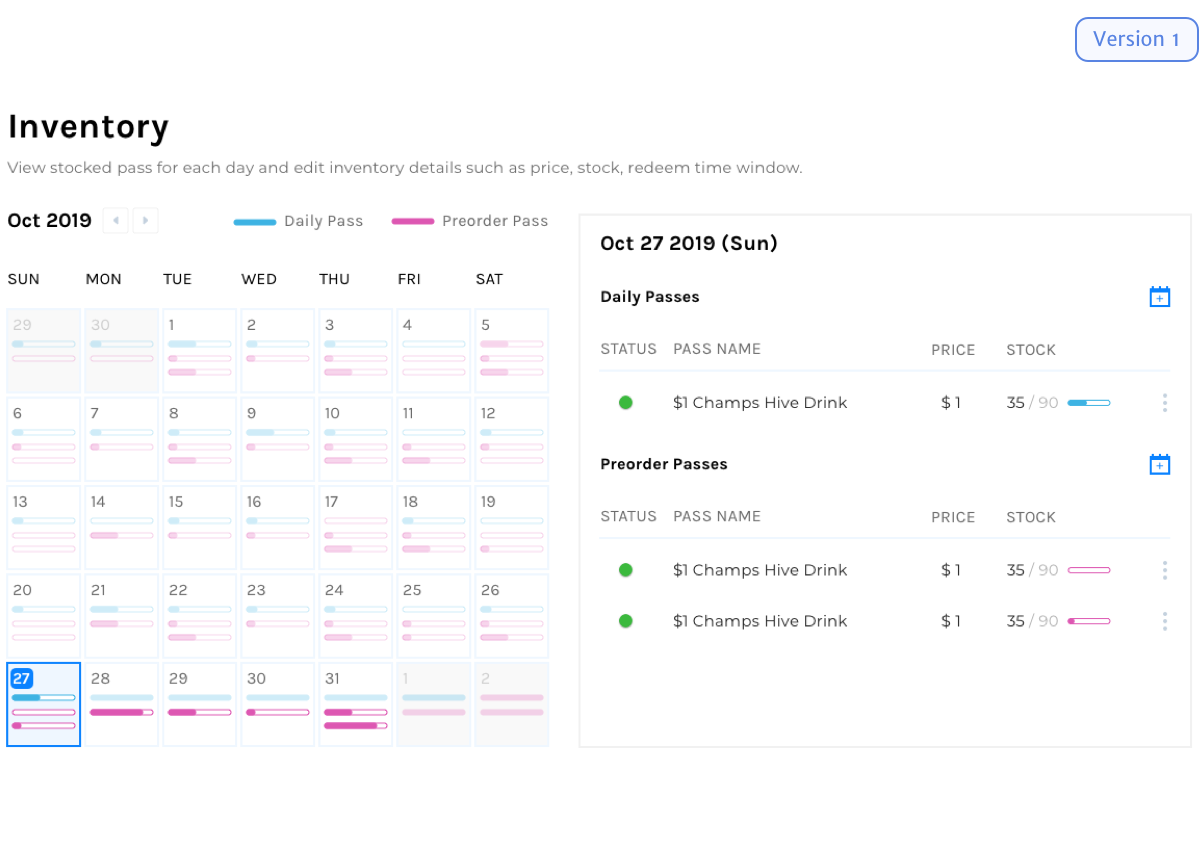 Version 1
Inventory
View stocked pass for each day and edit inventory details such as price, stock, redeem time window.
Oct 2019
Daily Pass
Preorder Pass
SUN MON TUE WED THU FRI SAT
29 30 1 2 3 4 5
6 7 8 9 10 11 12
13 14 15 16 17 18 19
20 21 22 23 24 25 26
27 28 29 30 31 1 2
Oct 27 2019 (Sun)
Daily Passes
STATUS PASS NAME PRICE STOCK
$1 Champs Hive Drink $ 1 35 / 90
Preorder Passes
STATUS PASS NAME PRICE STOCK
$1 Champs Hive Drink $ 1 35 / 90
$1 Champs Hive Drink $ 1 35 / 90